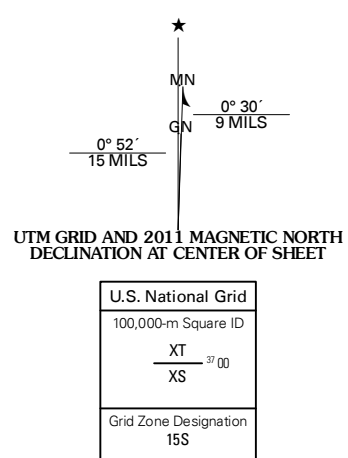 ★
MN
0° 30´
9 MILS
GN
0° 52´
15 MILS
UTM GRID AND 2011 MAGNETIC NORTH
DECLINATION AT CENTER OF SHEET
U.S. National Grid
100,000-m Square ID
XT
37 00
XS
Grid Zone Designation
15S